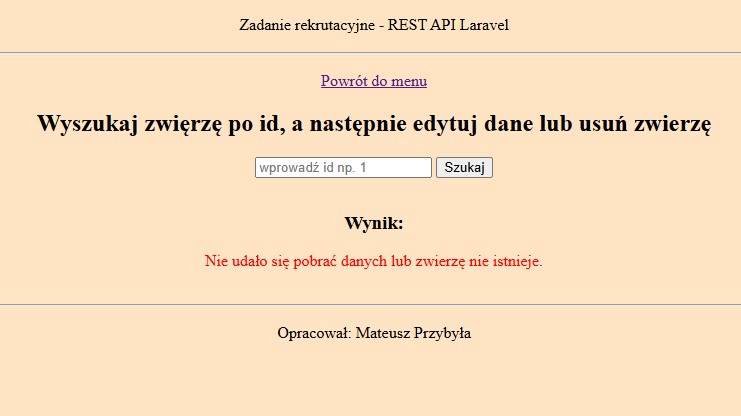 Zadanie rekrutacyjne - REST API Laravel
Powrót do menu
Wyszukaj zwięrzę po id, a następnie edytuj dane lub usuń zwierzę
wprowadź id np. 1 Szukaj
Wynik:
Nie udało się pobrać danych lub zwierzę nie istnieje.
Opracował: Mateusz Przybyła